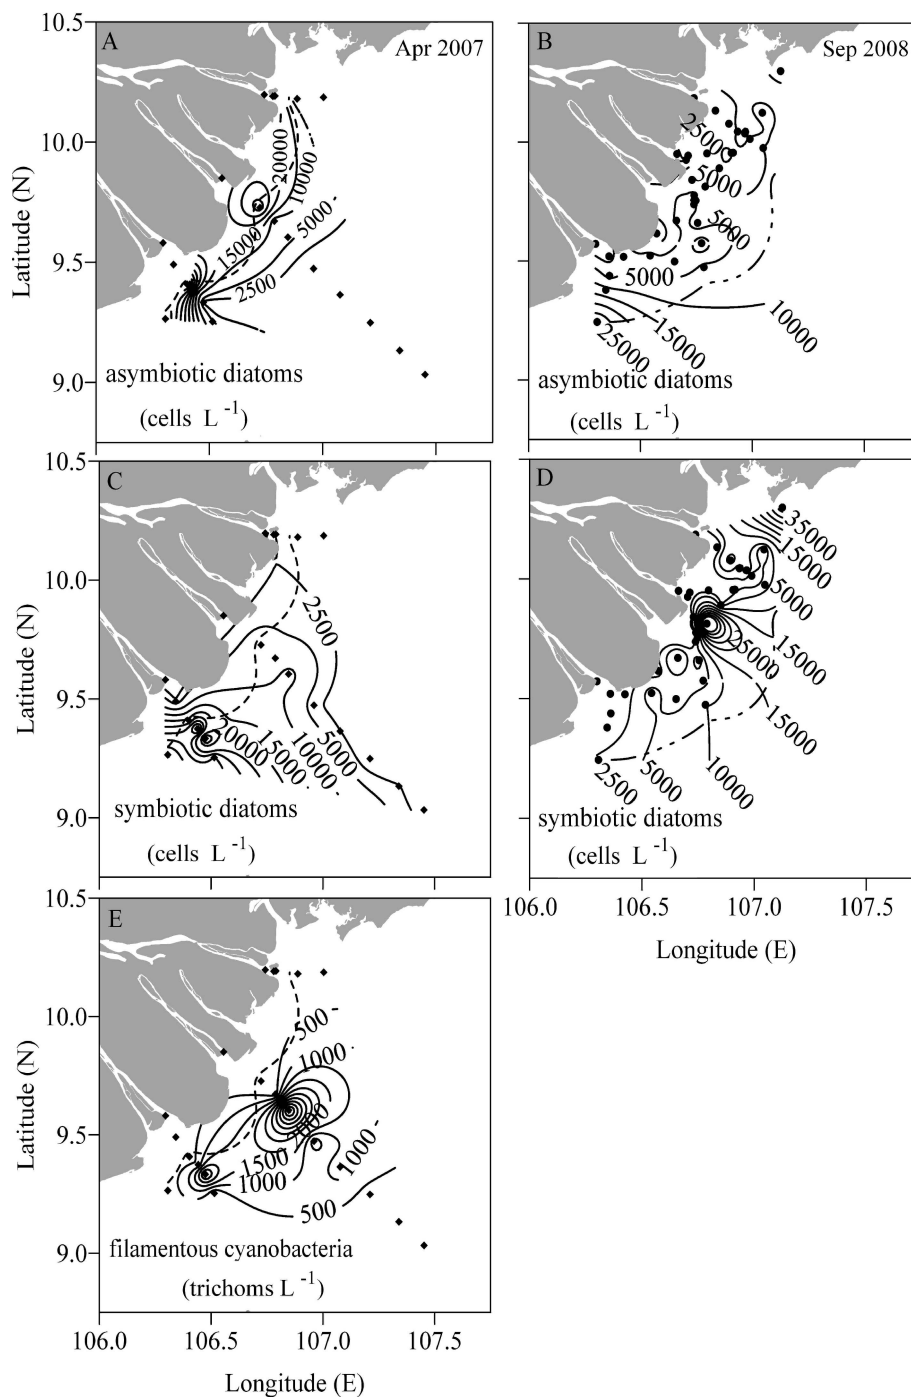 A
Apr 2007
10.5
10.0
9.5
9.0
Latitude (N)
20000
10000
5000
15000
2500
asymbiotic diatoms
(cells L -1)
B
Sep 2008
25000
5000
5000
5000
10000
15000
25000
asymbiotic diatoms
(cells L -1)
C
10.5
10.0
9.5
9.0
Latitude (N)
2500
5000
10000
15000
symbiotic diatoms
(cells L -1)
D
35000
15000
5000
15000
15000
10000
5000
2500
symbiotic diatoms
(cells L -1)
106.0 106.5 107.0 107.5
Longitude (E)
E
10.5
10.0
9.5
9.0
Latitude (N)
500
1000
1500
1000
1000
500
filamentous cyanobacteria
(trichoms L -1)
106.0 106.5 107.0 107.5
Longitude (E)